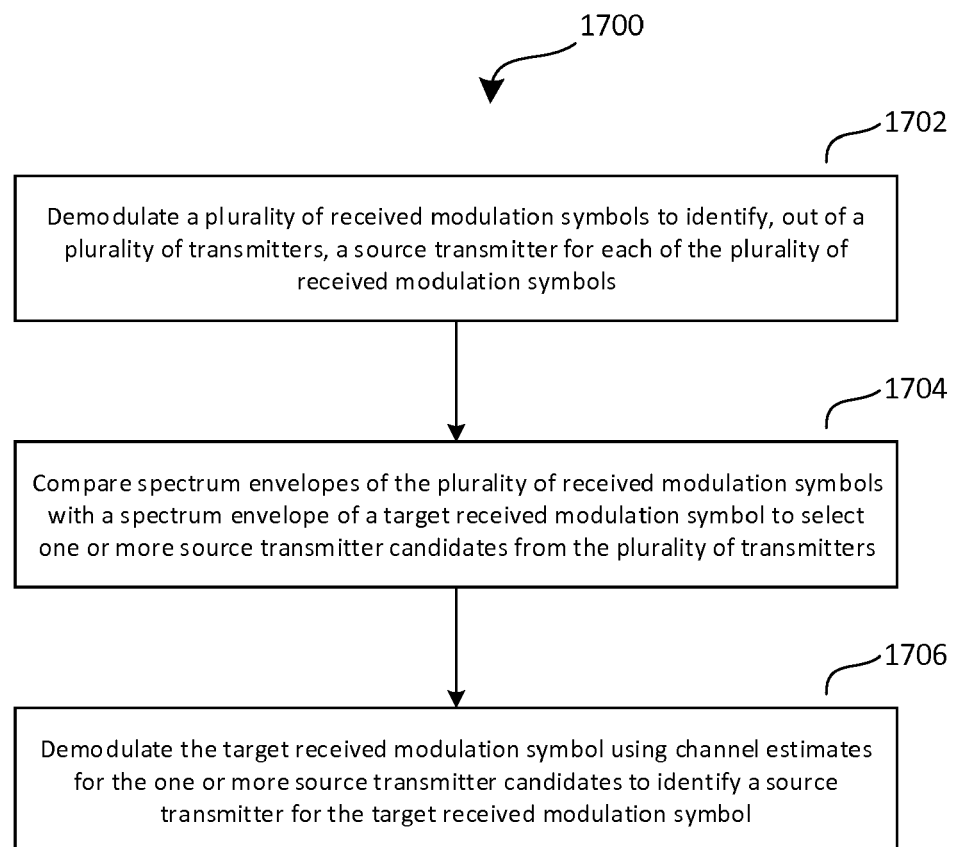 1700
1702
Demodulate a plurality of received modulation symbols to identify, out of a
plurality of transmitters, a source transmitter for each of the plurality of
received modulation symbols
1704
Compare spectrum envelopes of the plurality of received modulation symbols
with a spectrum envelope of a target received modulation symbol to select
one or more source transmitter candidates from the plurality of transmitters
1706
Demodulate the target received modulation symbol using channel estimates
for the one or more source transmitter candidates to identify a source
transmitter for the target received modulation symbol